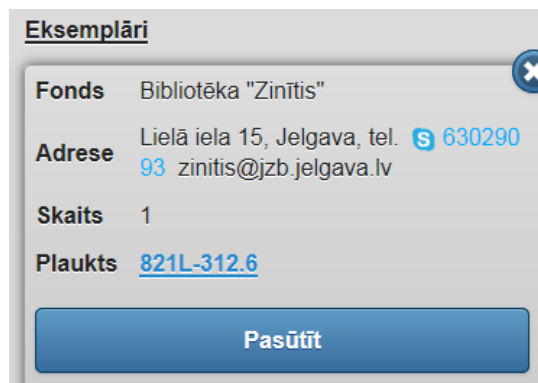 Eksemplāri
Fonds Bibliotēka "Zinītis"
Adrese Lielā iela 15, Jelgava, tel. 630290
93 zinitis@jzb.jelgava.lv
Skaits 1
Plaukts 821L-312.6
Pasūtīt